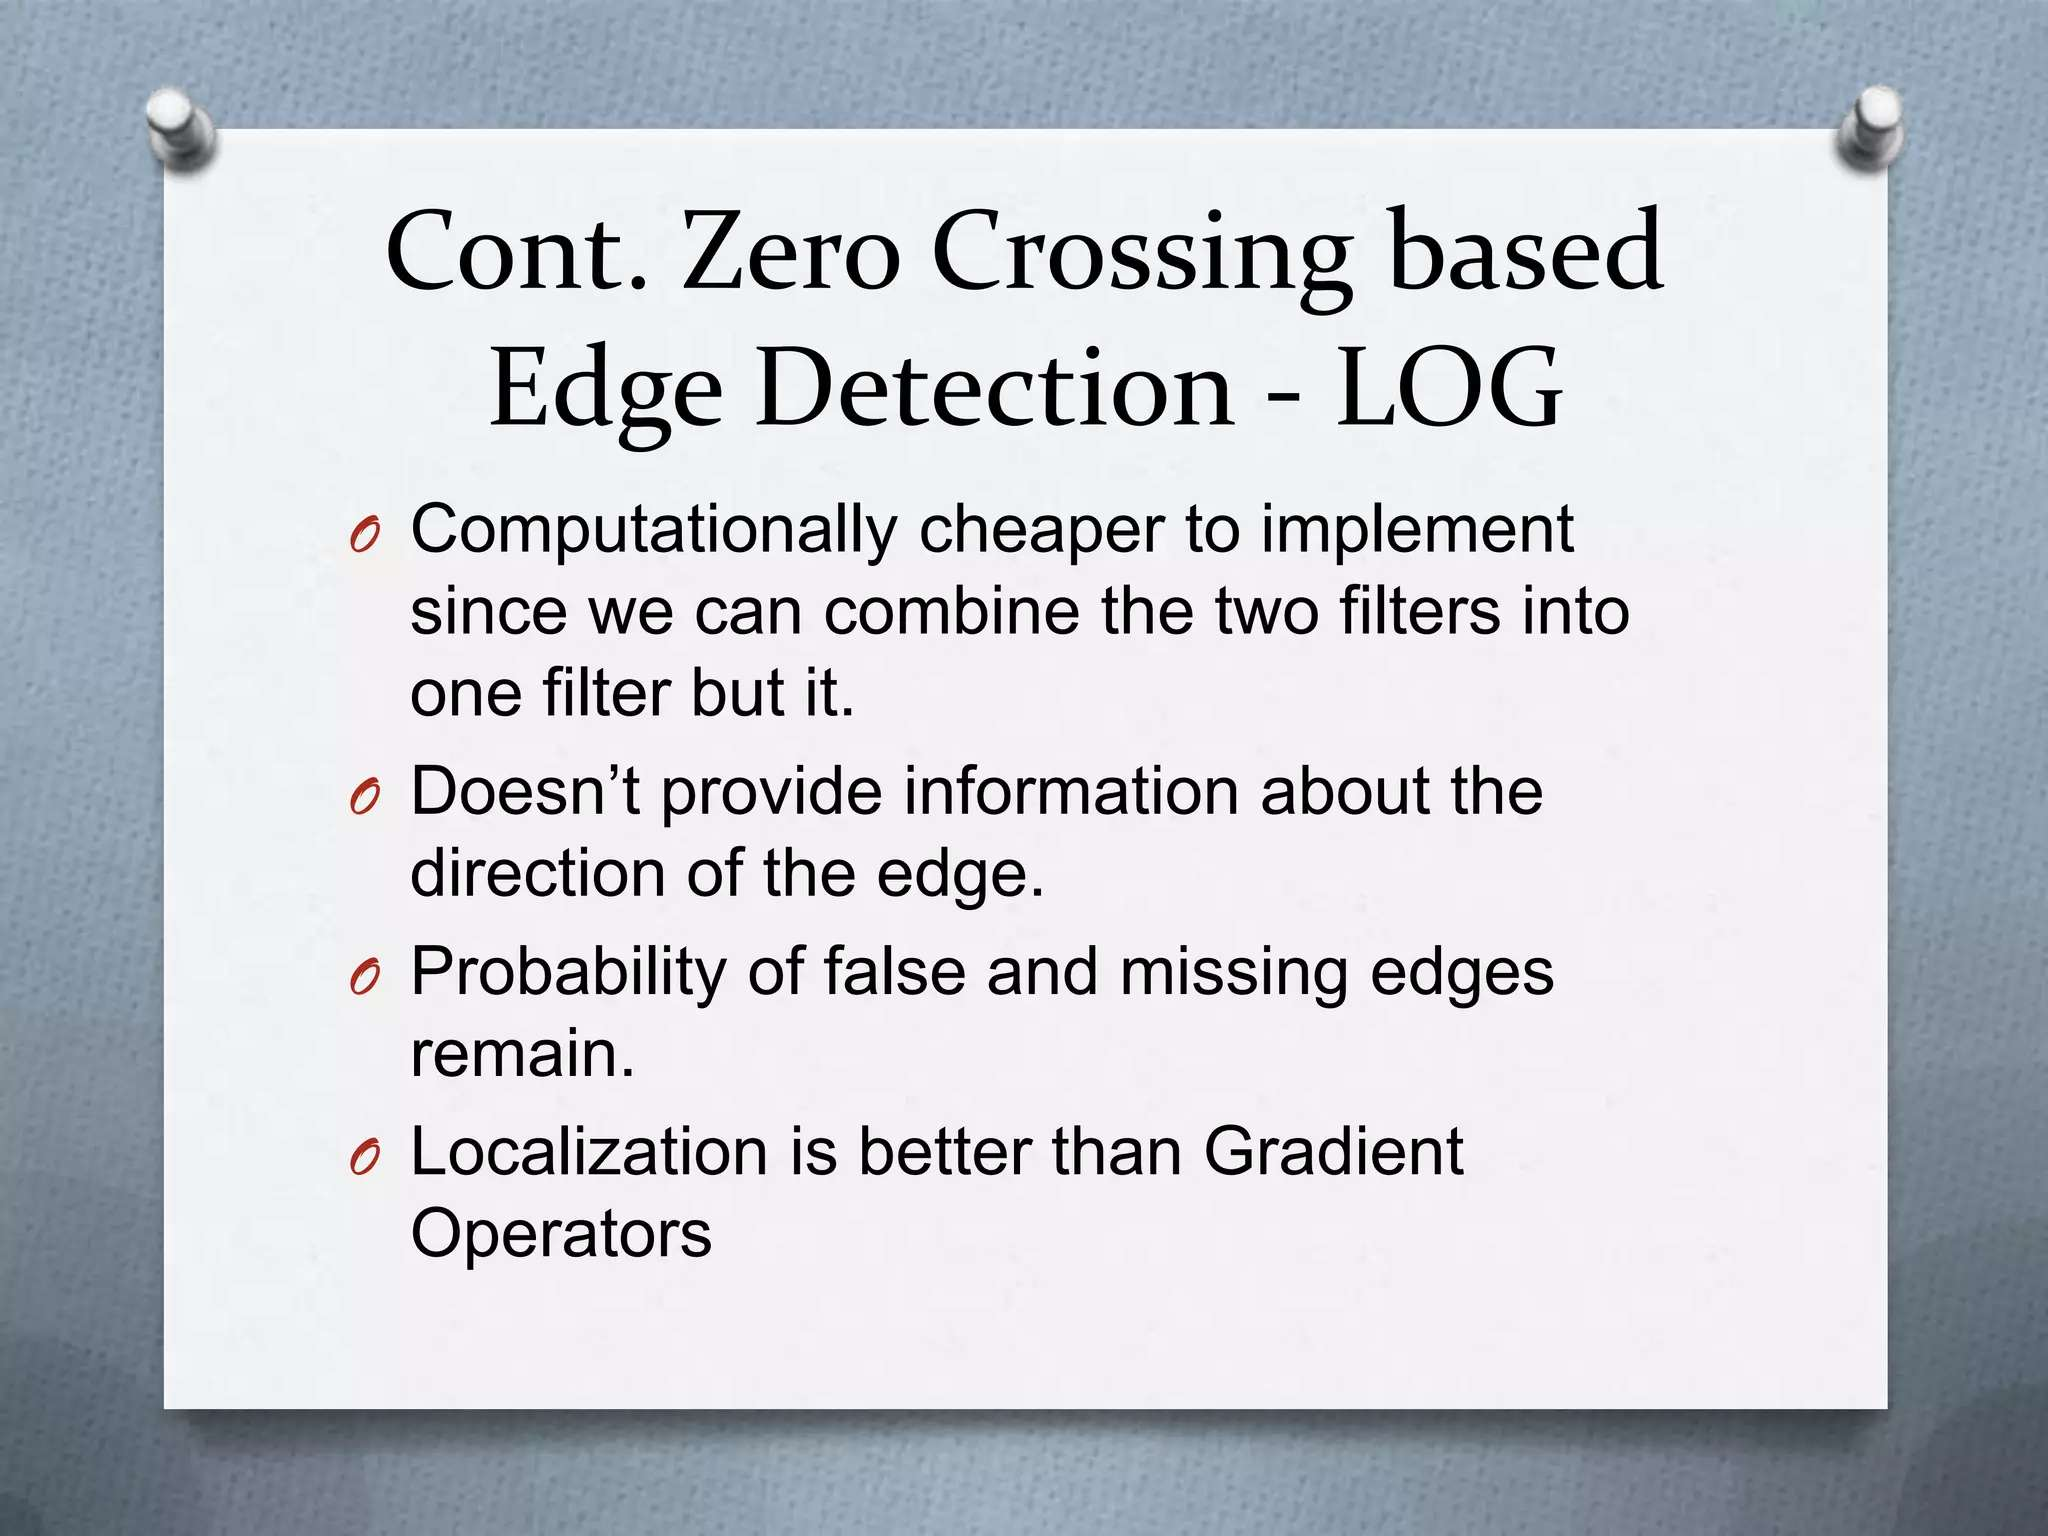 Cont. Zero Crossing based
Edge Detection - LOG
Computationally cheaper to implement
since we can combine the two filters into
one filter but it.
Doesn’t provide information about the
direction of the edge.
Probability of false and missing edges
remain.
Localization is better than Gradient
Operators